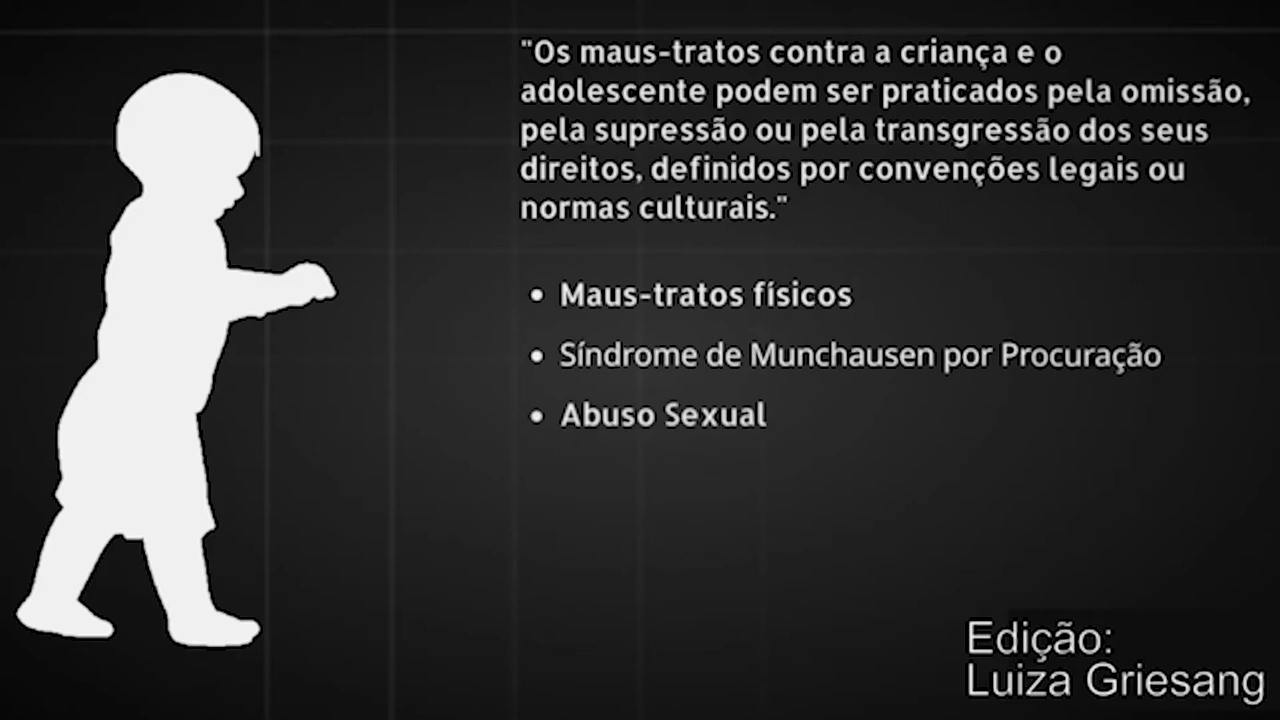 "Os maus-tratos contra a criança e o
adolescente podem ser praticados pela omissão,
pela supressão ou pela transgressão dos seus
direitos, definidos por convenções legais ou
normas culturais."
• Maus-tratos físicos
• Síndrome de Munchausen por Procuração
• Abuso Sexual
Edição:
Luiza Griesang